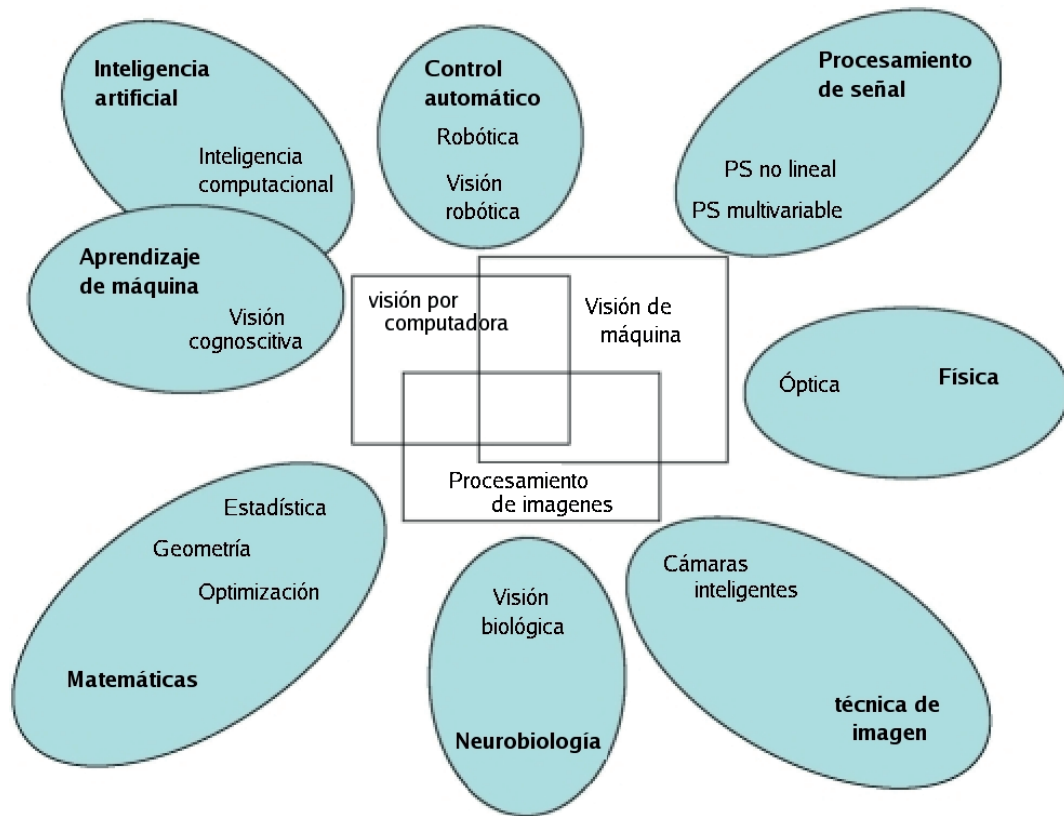 Inteligencia
artificial
Inteligencia
computacional
Control
automático
Robótica
Visión
robótica
Procesamiento
de señal
PS no lineal
PS multivariable
Aprendizaje
de máquina
Visión
cognoscitiva
visión por
computadora
Visión de
máquina
Procesamiento
de imagenes
Óptica
Física
Estadística
Geometría
Optimización
Matemáticas
Visión
biológica
Neurobiología
Cámaras
inteligentes
técnica de
imagen